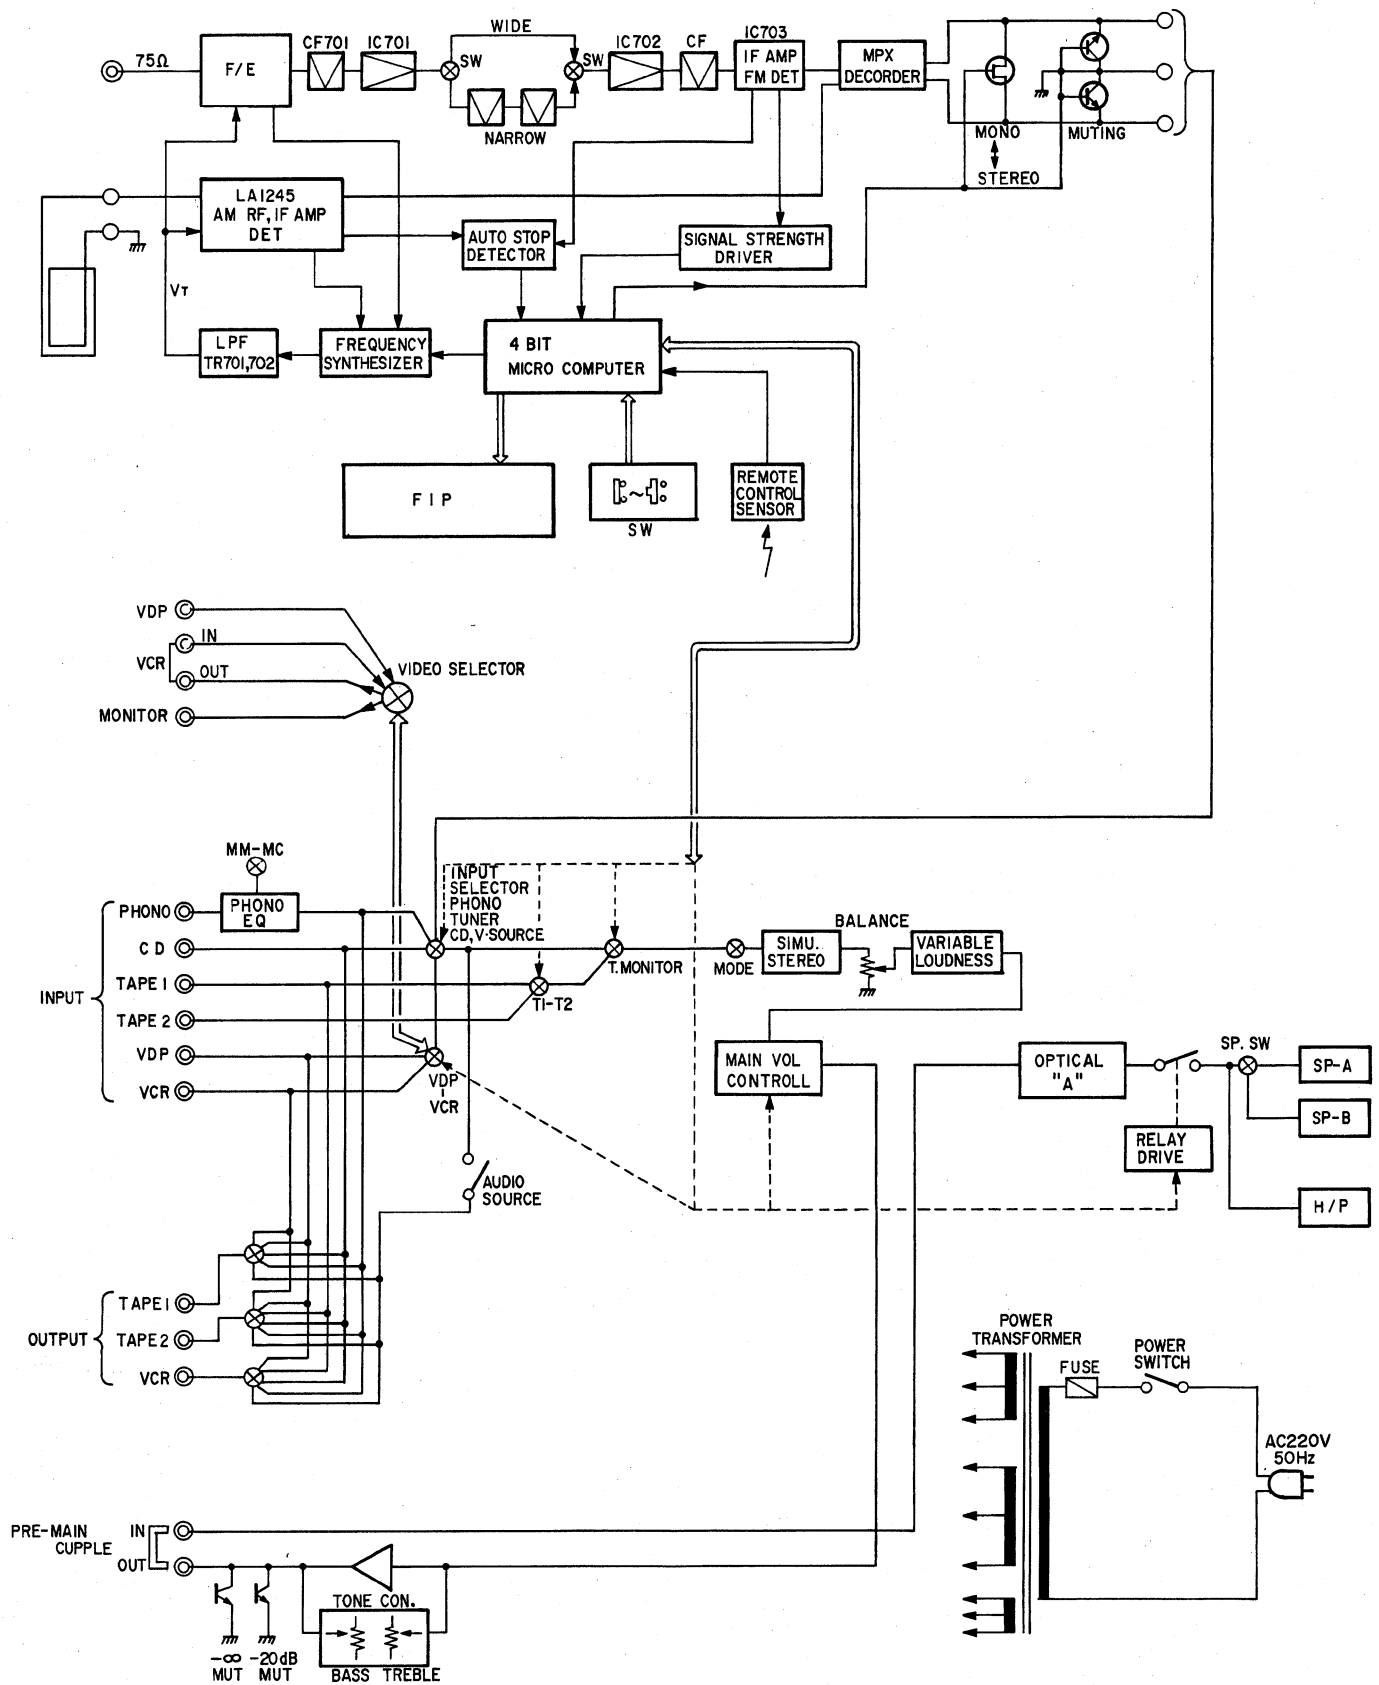 WIDE
75Ω
F/E
CF701
IC701
SW
SW
IC702
CF
IC703
IF AMP
FM DET
MPX
DECORDER
NARROW
MONO
MUTING
STEREO
LA1245
AM RF, IF AMP
DET
AUTO STOP
DETECTOR
SIGNAL STRENGTH
DRIVER
VT
LPF
TR701,702
FREQUENCY
SYNTHESIZER
4 BIT
MICRO COMPUTER
FIP
SW
REMOTE
CONTROL
SENSOR
VDP
IN
VCR
OUT
MONITOR
VIDEO SELECTOR
MM-MC
PHONO
EQ
INPUT
SELECTOR
PHONO
TUNER
CD,V·SOURCE
INPUT
PHONO
CD
TAPE 1
TAPE 2
VDP
VCR
T1-T2
T.MONITOR
MODE
SIMU.
STEREO
BALANCE
VARIABLE
LOUDNESS
VDP
VCR
MAIN VOL
CONTROLL
OPTICAL
"A"
SP. SW
SP-A
SP-B
RELAY
DRIVE
H/P
AUDIO
SOURCE
OUTPUT
TAPE 1
TAPE 2
VCR
POWER
TRANSFORMER
FUSE
POWER
SWITCH
AC220V
50Hz
PRE-MAIN
CUPPLE
IN
OUT
TONE CON.
BASS TREBLE
-∞
MUT
-20dB
MUT